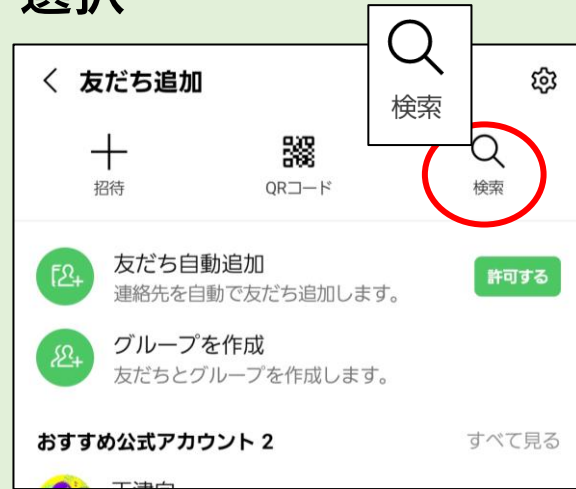 選択
検索
友だち追加
招待
QRコード
検索
友だち自動追加
連絡先を自動で友だち追加します。
許可する
グループを作成
友だちとグループを作成します。
おすすめ公式アカウント 2
すべて見る